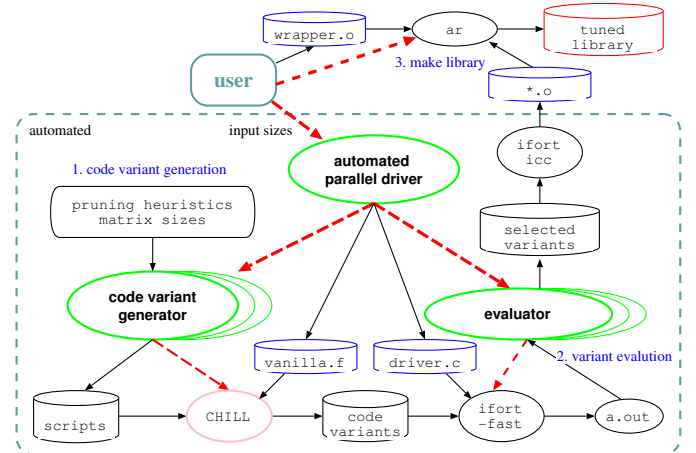 wrapper.o
ar
tuned
library
user
3. make library
*.o
automated
input sizes
ifort
icc
1. code variant generation
automated
parallel driver
pruning heuristics
matrix sizes
selected
variants
code variant
generator
evaluator
vanilla.f
driver.c
2. variant evalution
scripts
CHILL
code
variants
ifort
-fast
a.out